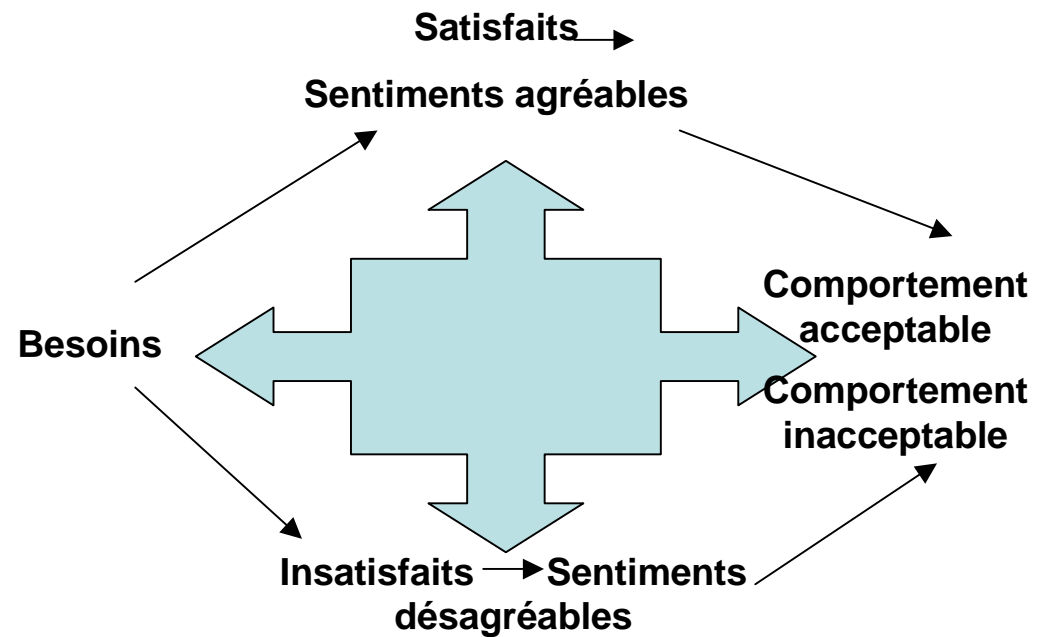 Satisfaits
Sentiments agréables
Besoins
Comportement
acceptable
Comportement
inacceptable
Insatisfaits Sentiments
désagréables